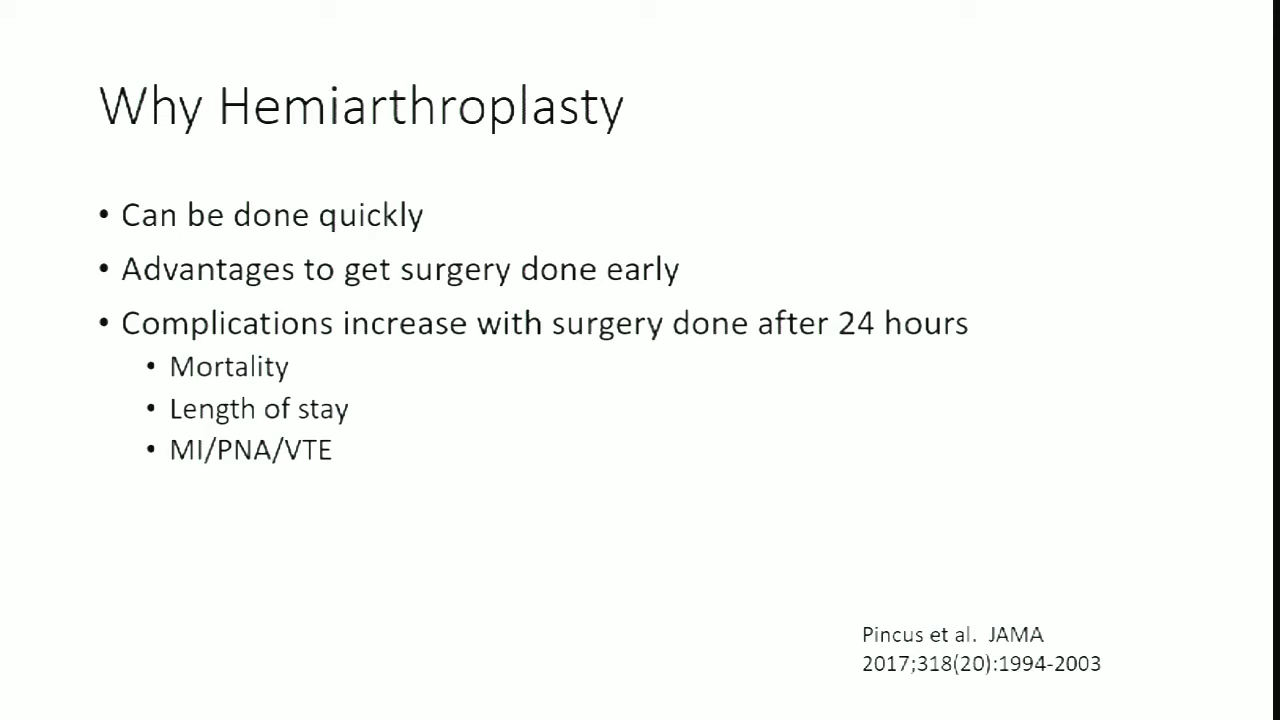 Why Hemiarthroplasty
• Can be done quickly
• Advantages to get surgery done early
• Complications increase with surgery done after 24 hours
• Mortality
• Length of stay
• MI/PNA/VTE
Pincus et al.  JAMA
2017;318(20):1994-2003